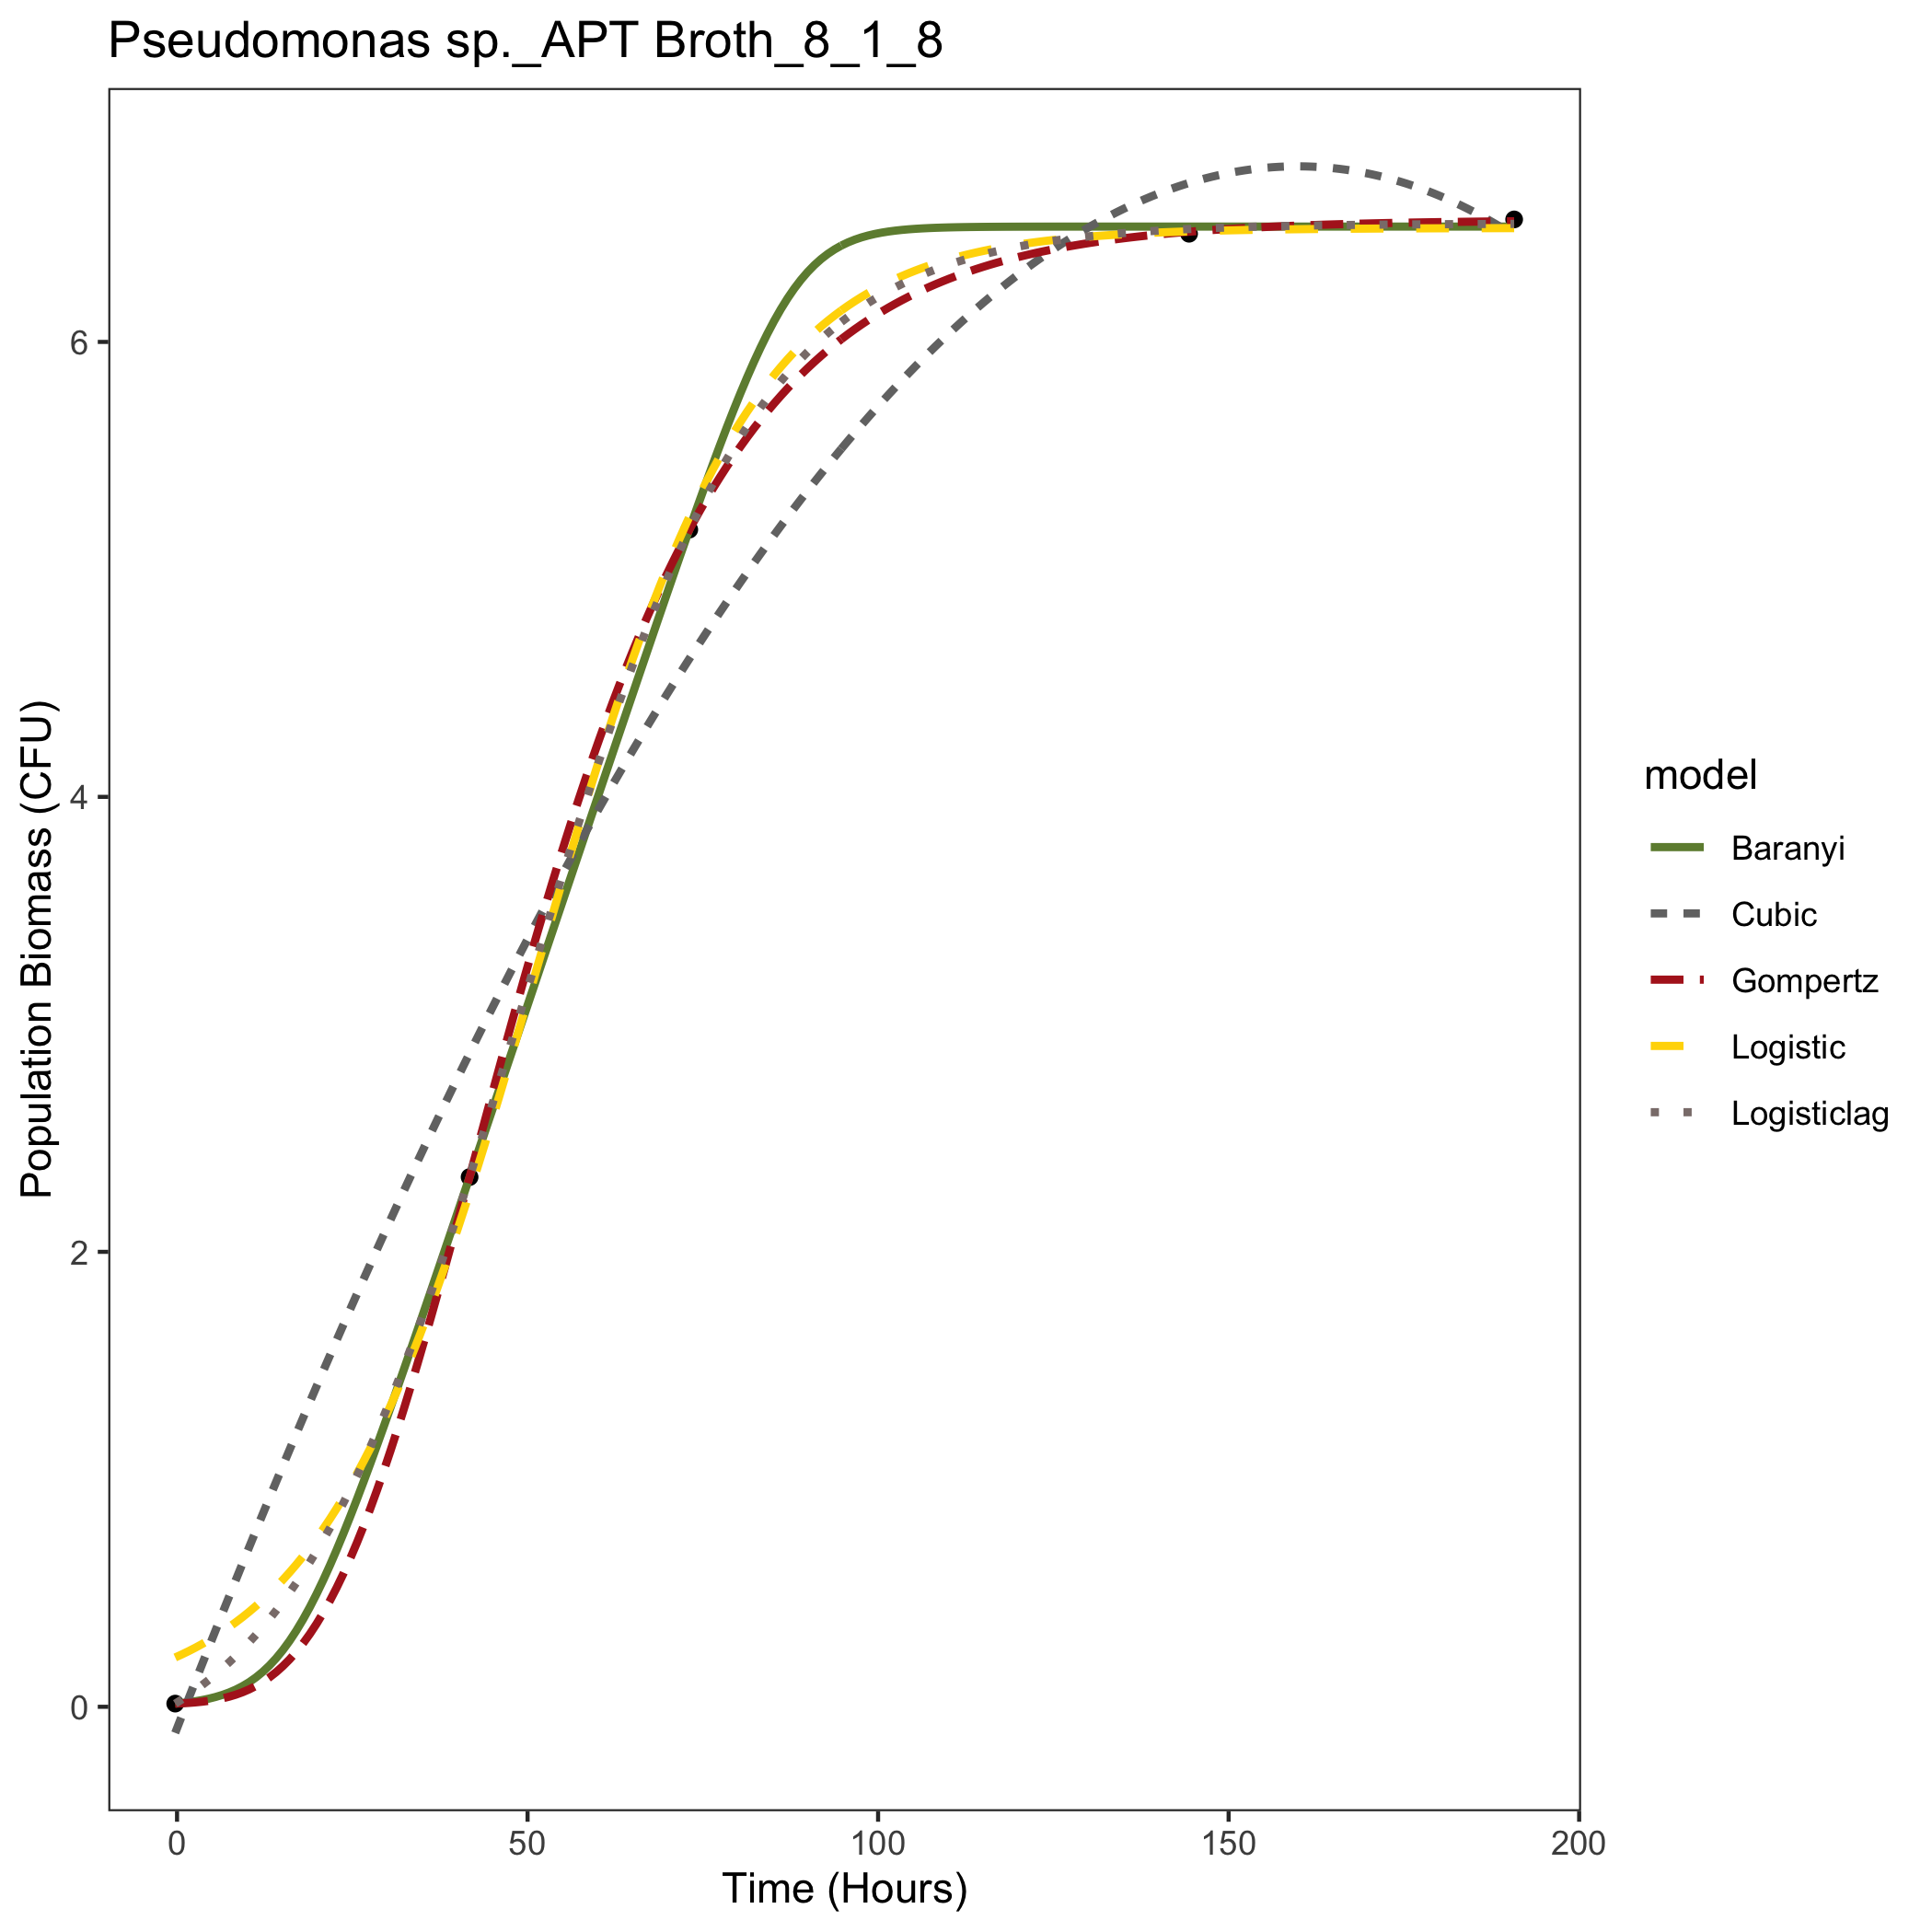 Pseudomonas sp._APT Broth_8_1_8
Population Biomass (CFU)
6
4
2
0
0
50
100
150
200
Time (Hours)
model
Baranyi
Cubic
Gompertz
Logistic
Logisticlag